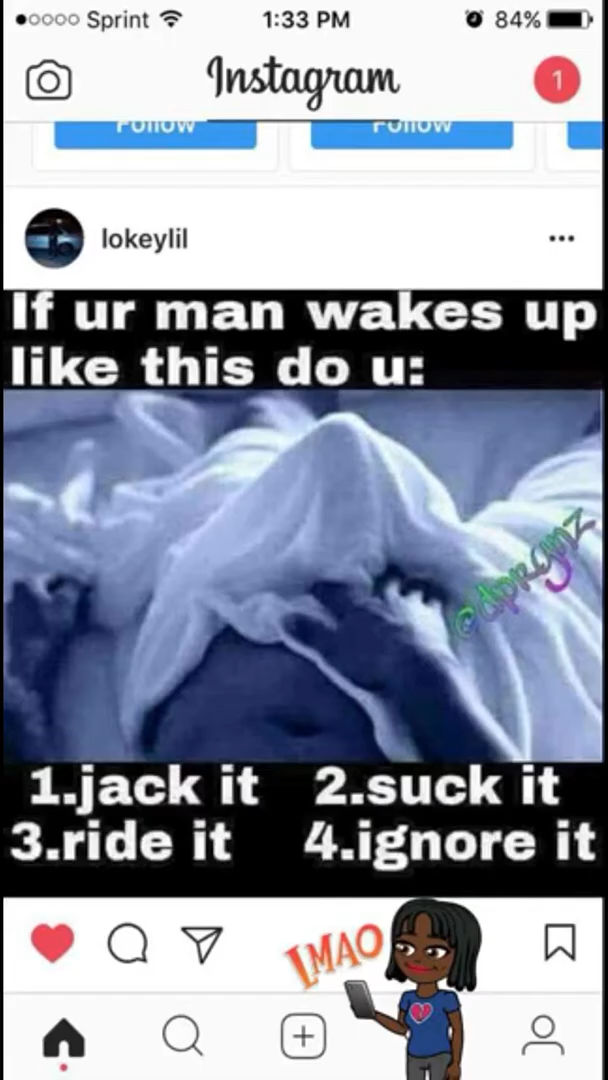 Sprint 1:33 PM 84%
Instagram 1
Follow Follow
lokeylil
If ur man wakes up
like this do u:
1.jack it 2.suck it
3.ride it 4.ignore it
LMAO